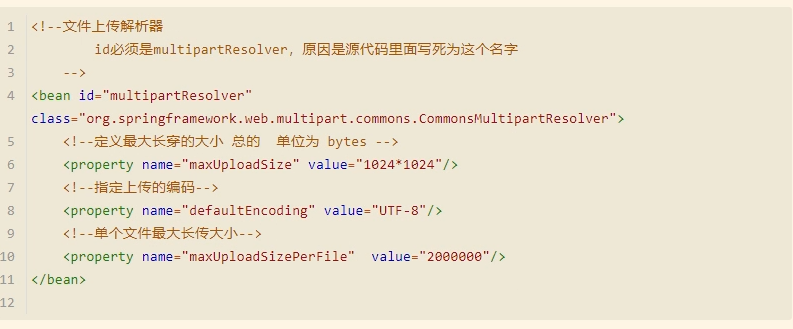 1 <!--文件上传解析器
2         id必须是multipartResolver，原因是源代码里面写死为这个名字
3     -->
4 <bean id="multipartResolver"
class="org.springframework.web.multipart.commons.CommonsMultipartResolver">
5     <!--定义最大长穿的大小 总的  单位为 bytes -->
6     <property name="maxUploadSize" value="1024*1024"/>
7     <!--指定上传的编码-->
8     <property name="defaultEncoding" value="UTF-8"/>
9     <!--单个文件最大长传大小-->
10     <property name="maxUploadSizePerFile"  value="2000000"/>
11 </bean>
12